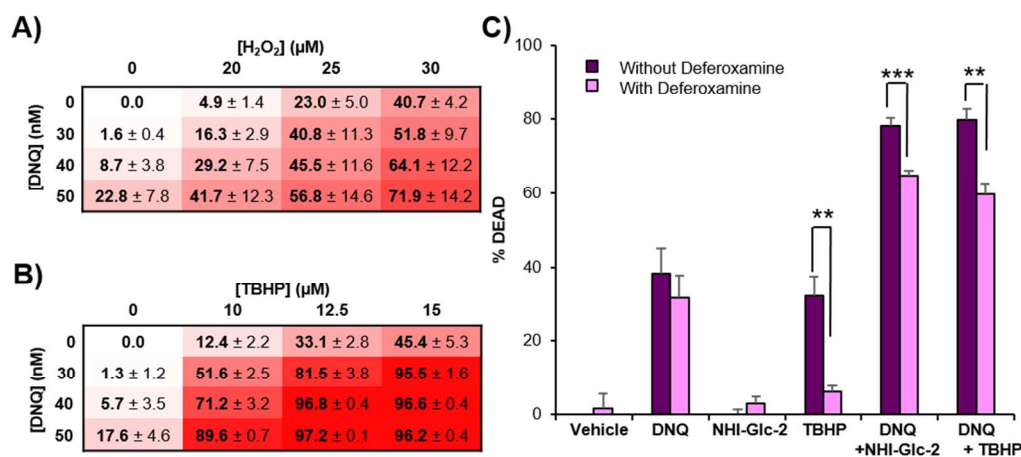 A)
[H₂O₂] (µM)
0 20 25 30
[DNQ] (nM)
0 0.0 4.9 ± 1.4 23.0 ± 5.0 40.7 ± 4.2
30 1.6 ± 0.4 16.3 ± 2.9 40.8 ± 11.3 51.8 ± 9.7
40 8.7 ± 3.8 29.2 ± 7.5 45.5 ± 11.6 64.1 ± 12.2
50 22.8 ± 7.8 41.7 ± 12.3 56.8 ± 14.6 71.9 ± 14.2
B)
[TBHP] (µM)
0 10 12.5 15
[DNQ] (nM)
0 0.0 12.4 ± 2.2 33.1 ± 2.8 45.4 ± 5.3
30 1.3 ± 1.2 51.6 ± 2.5 81.5 ± 3.8 95.5 ± 1.6
40 5.7 ± 3.5 71.2 ± 3.2 96.8 ± 0.4 96.6 ± 0.4
50 17.6 ± 4.6 89.6 ± 0.7 97.2 ± 0.1 96.2 ± 0.4
C)
100
80
60
40
20
0
% DEAD
Without Deferoxamine
With Deferoxamine
**
***
**
Vehicle DNQ NHI-Glc-2 TBHP DNQ DNQ
+NHI-Glc-2 + TBHP